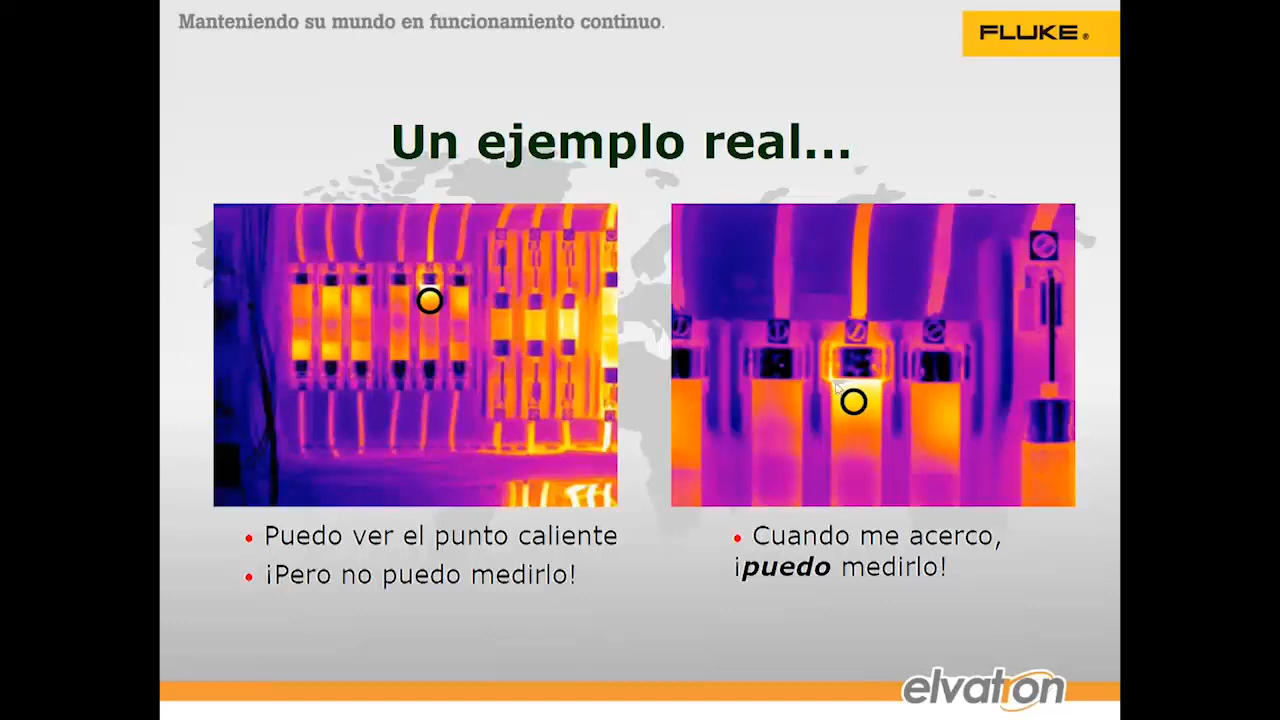 Manteniendo su mundo en funcionamiento continuo.
FLUKE®
Un ejemplo real...
• Puedo ver el punto caliente
• ¡Pero no puedo medirlo!
• Cuando me acerco,
¡puedo medirlo!
elvatron